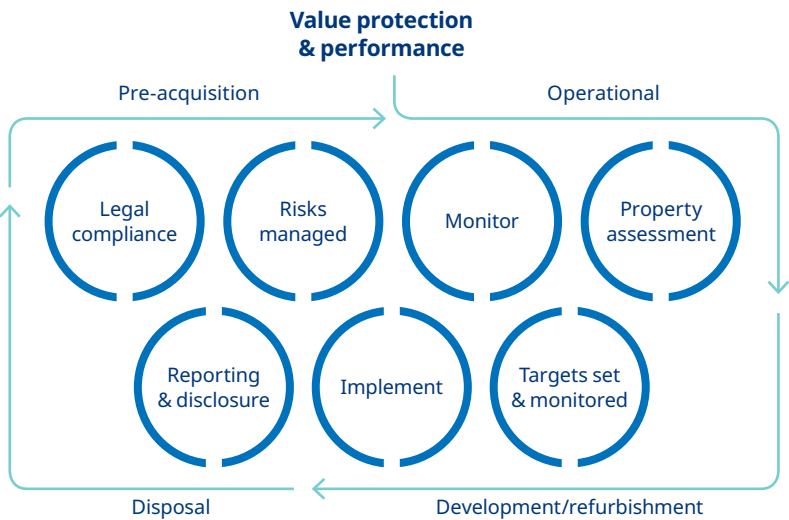 Value protection
& performance
Pre-acquisition
Operational
Legal
compliance
Risks
managed
Monitor
Property
assessment
Reporting
& disclosure
Implement
Targets set
& monitored
Disposal
Development/refurbishment